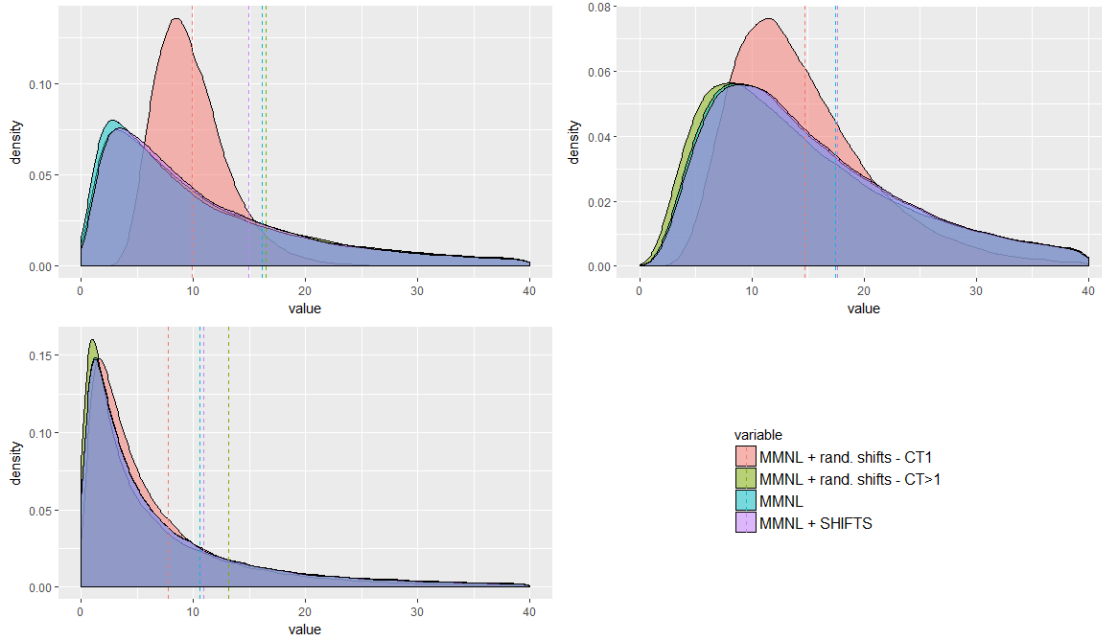 0.10
0.05
0.00
density
0
10
20
30
40
value
0.08
0.06
0.04
0.02
0.00
density
0
10
20
30
40
value
0.15
0.10
0.05
0.00
density
0
10
20
30
40
value
variable
MMNL + rand. shifts - CT1
MMNL + rand. shifts - CT>1
MMNL
MMNL + SHIFTS